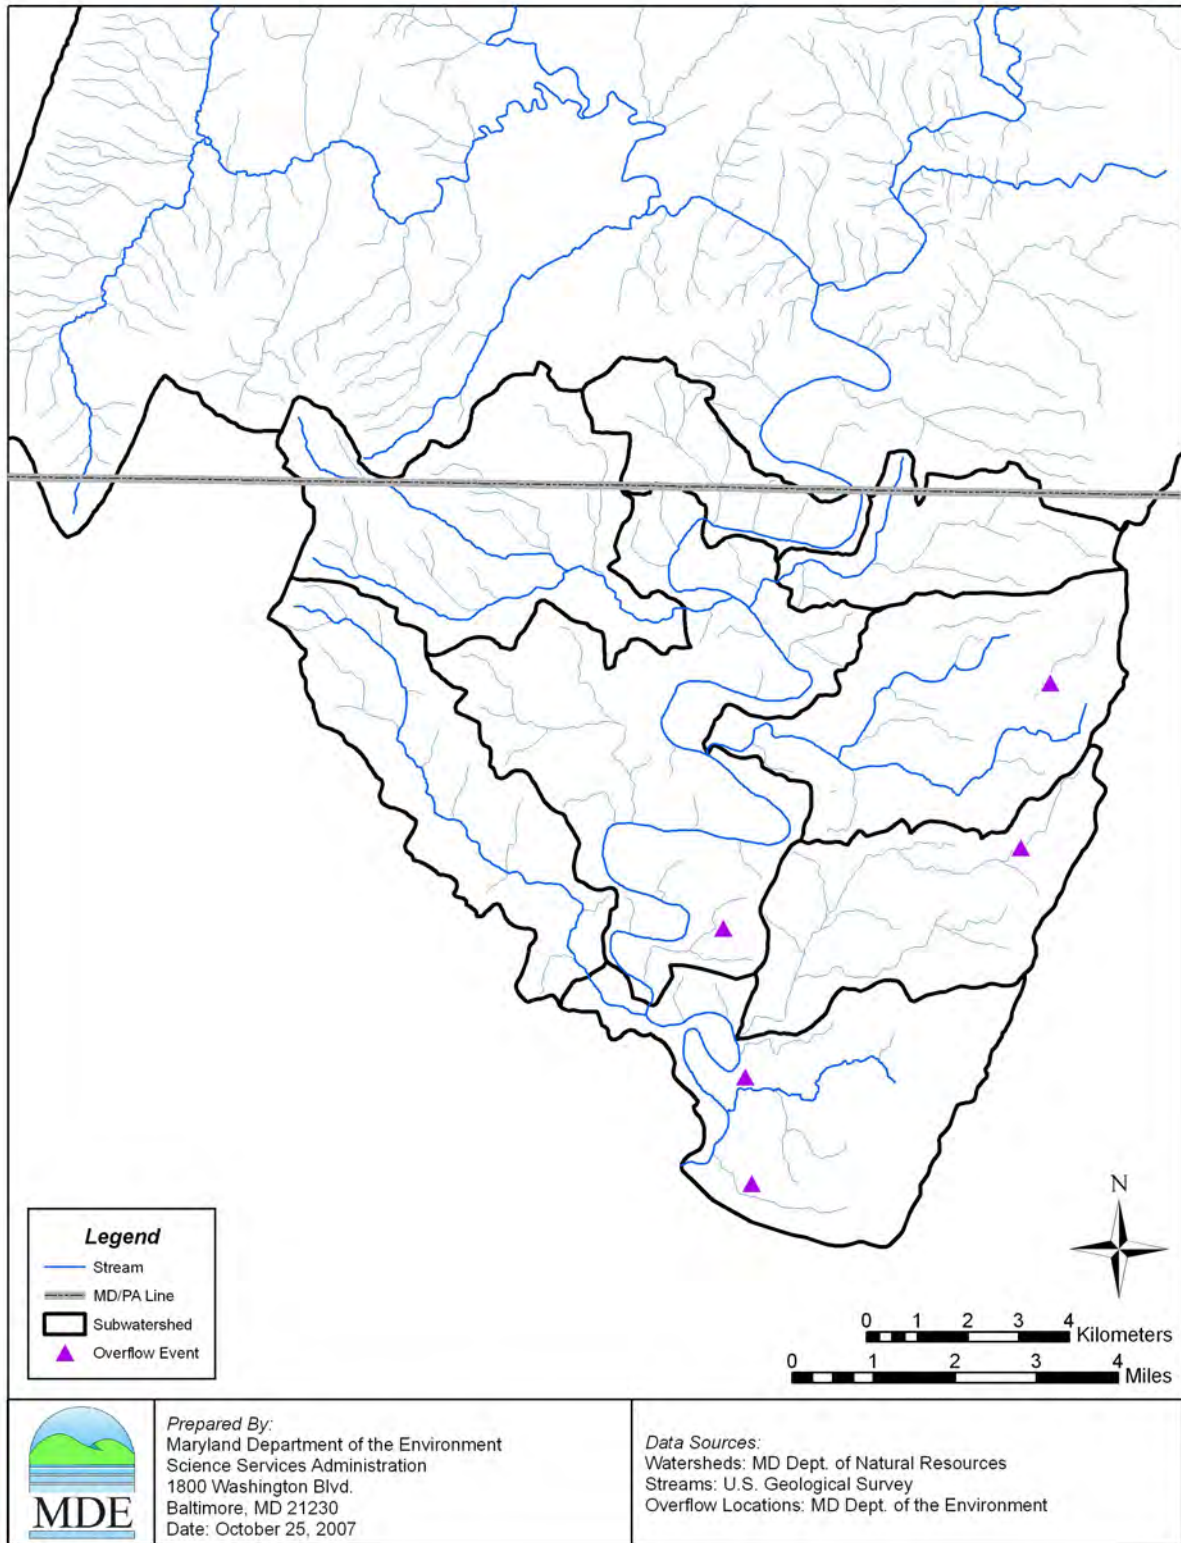 N
Legend
Stream
MD/PA Line
Subwatershed
Overflow Event
0 1 2 3 4
Kilometers
0 1 2 3 4
Miles
MDE
Prepared By:
Maryland Department of the Environment
Science Services Administration
1800 Washington Blvd.
Baltimore, MD 21230
Date: October 25, 2007
Data Sources:
Watersheds: MD Dept. of Natural Resources
Streams: U.S. Geological Survey
Overflow Locations: MD Dept. of the Environment